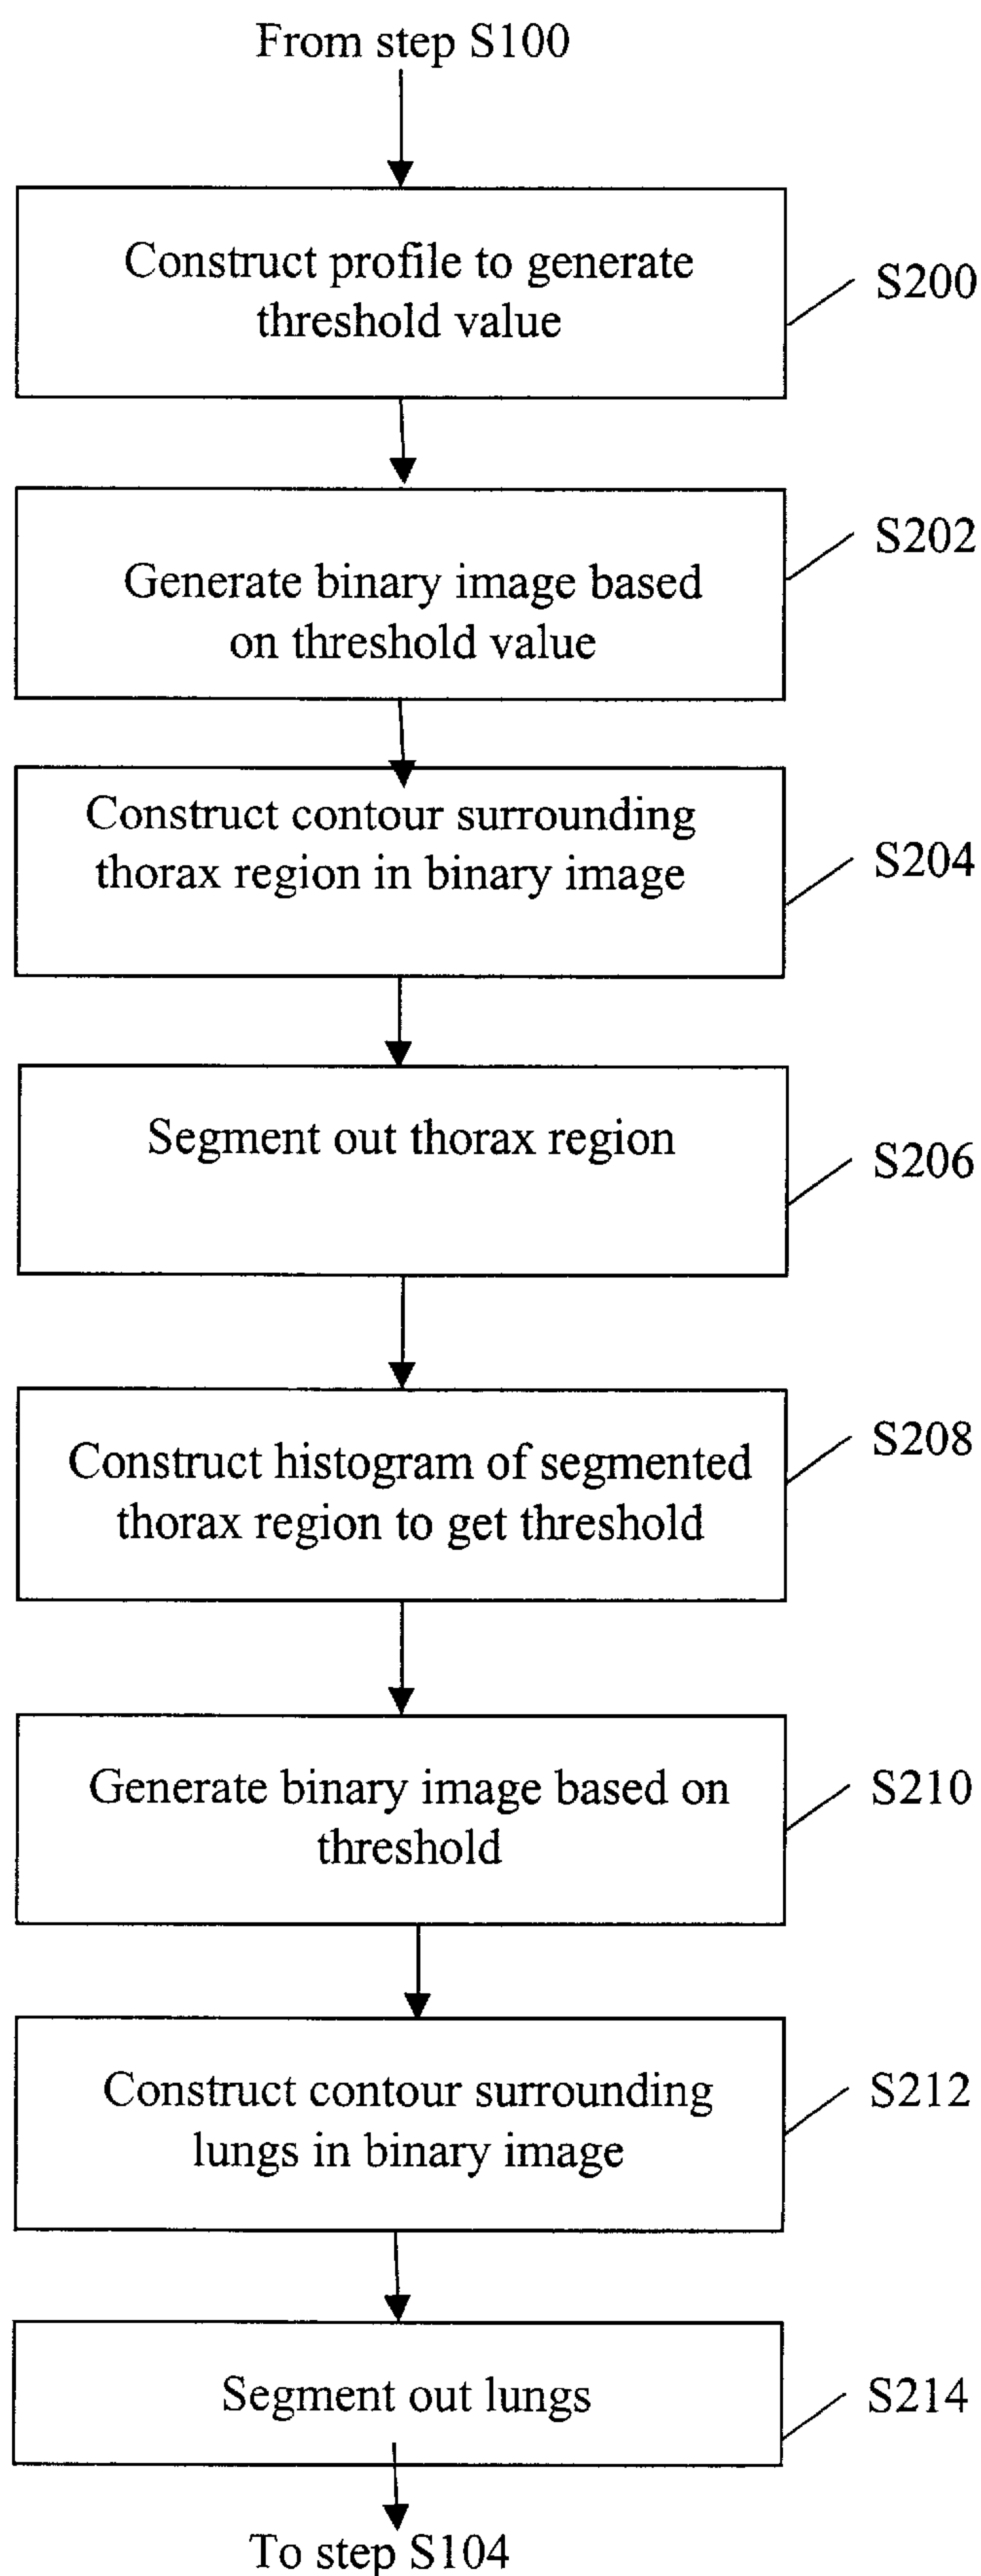 From step S100
Construct profile to generate
threshold value
S200
Generate binary image based
on threshold value
S202
Construct contour surrounding
thorax region in binary image
S204
Segment out thorax region
S206
Construct histogram of segmented
thorax region to get threshold
S208
Generate binary image based on
threshold
S210
Construct contour surrounding
lungs in binary image
S212
Segment out lungs
S214
To step S104